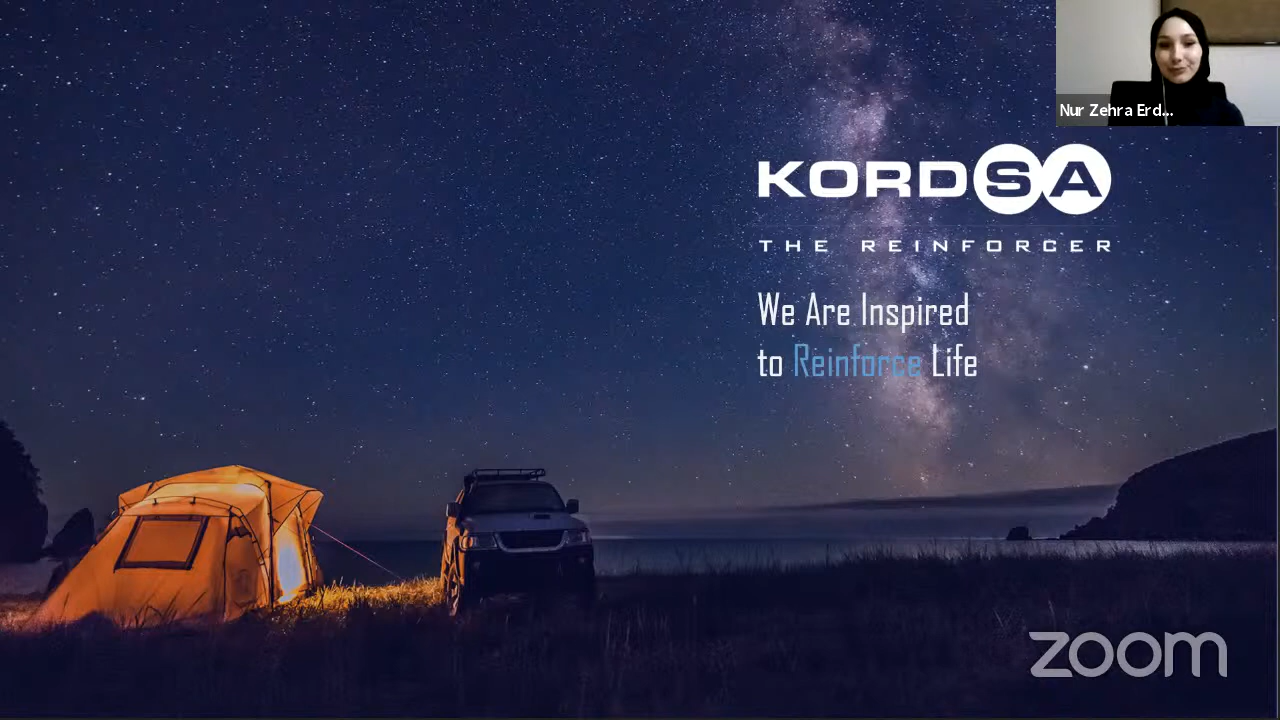 Nur Zehra Erd...
KORDSA
THE REINFORCER
We Are Inspired
to Reinforce Life
zoom